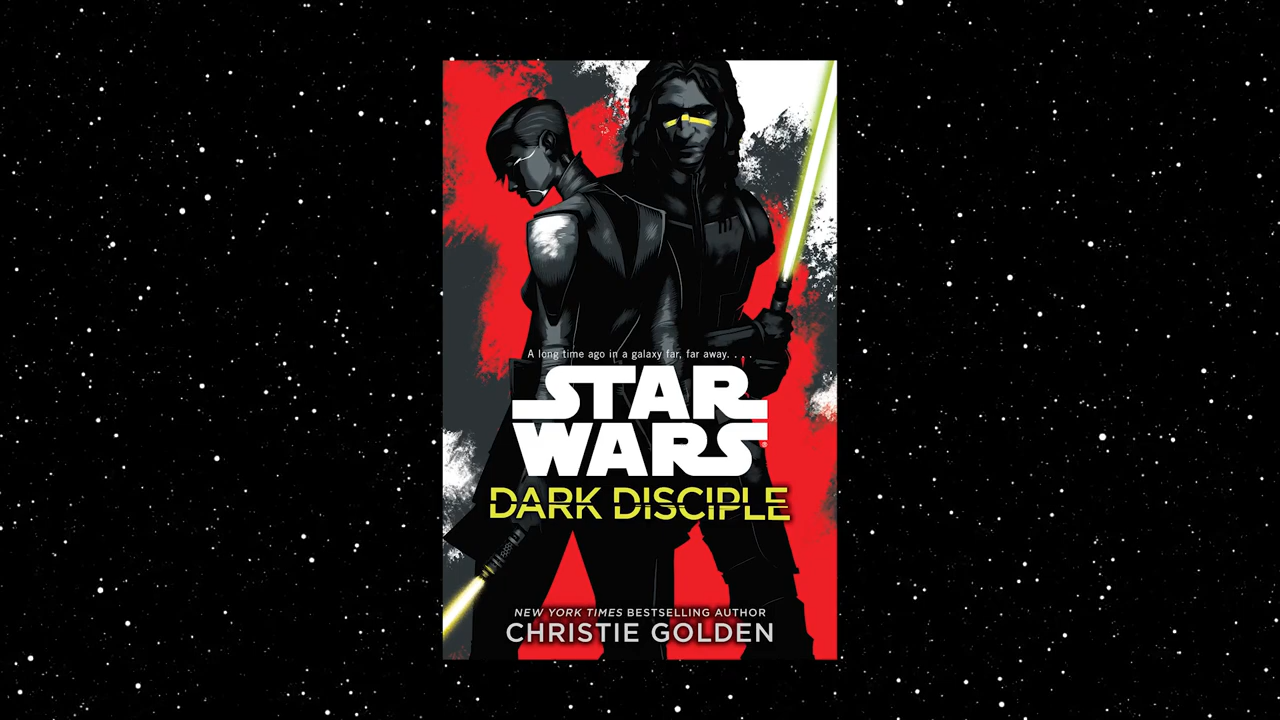 A long time ago in a galaxy far, far away. . .
STAR
WARS®
DARK DISCIPLE
NEW YORK TIMES BESTSELLING AUTHOR
CHRISTIE GOLDEN